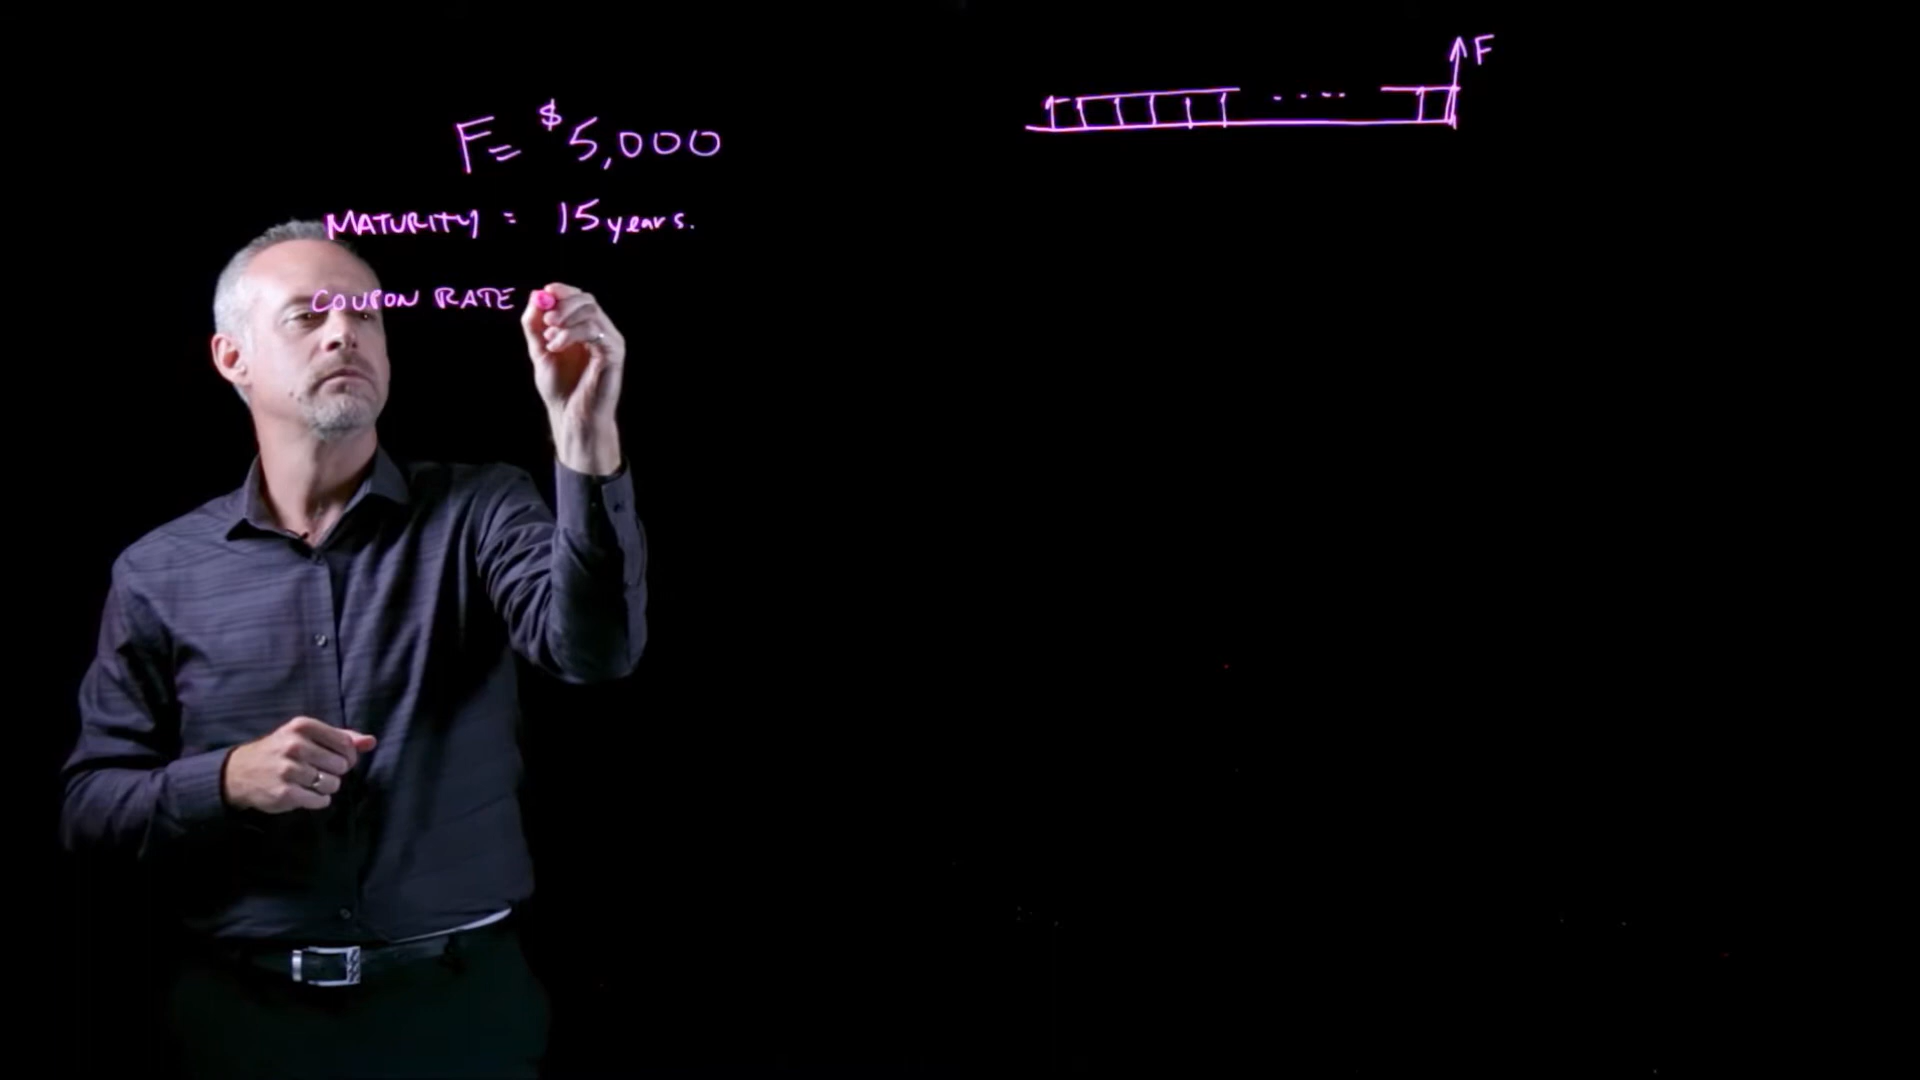 F= $5,000
MATURITY = 15 years.
COUPON RATE
F
....